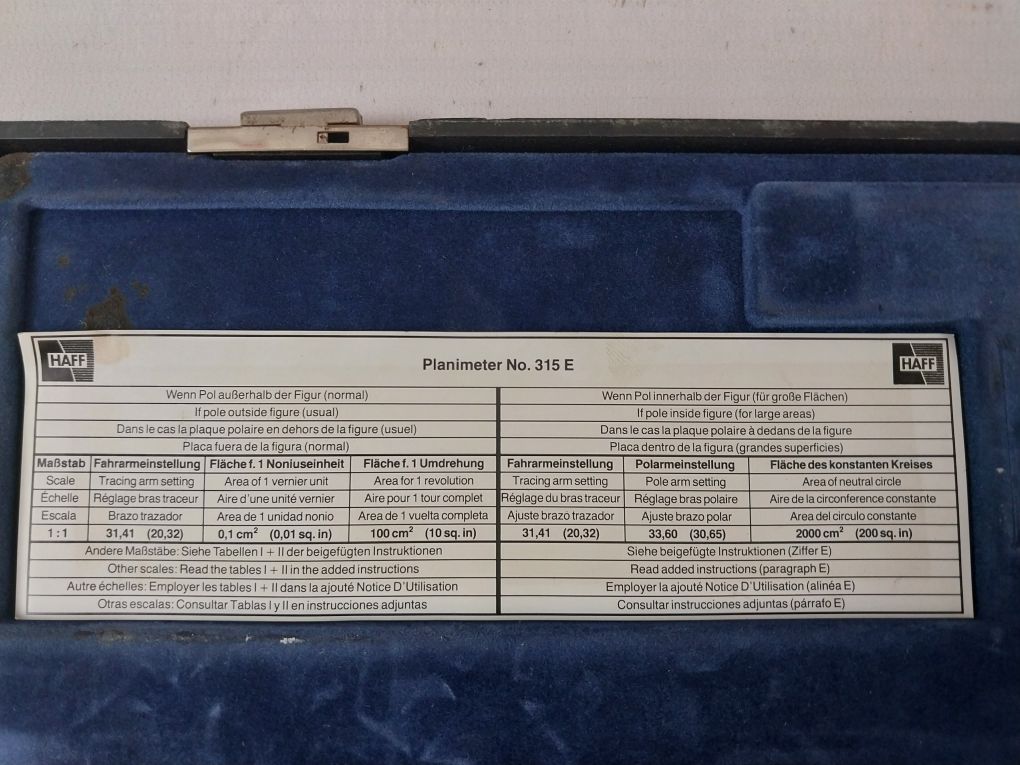 HAFF
Planimeter No. 315 E
HAFF
Wenn Pol außerhalb der Figur (normal)
If pole outside figure (usual)
Dans le cas la plaque polaire en dehors de la figure (usuel)
Placa fuera de la figura (normal)
Wenn Pol innerhalb der Figur (für große Flächen)
If pole inside figure (for large areas)
Dans le cas la plaque polaire à dedans de la figure
Placa dentro de la figura (grandes superficies)
Maßstab Fahrarmeinstellung Fläche f. 1 Noniuseinheit Fläche f. 1 Umdrehung
Scale Tracing arm setting Area of 1 vernier unit Area for 1 revolution
Échelle Réglage bras traceur Aire d'une unité vernier Aire pour 1 tour complet
Escala Brazo trazador Area de 1 unidad nonio Area de 1 vuelta completa
1 : 1 31,41 (20,32) 0,1 cm² (0,01 sq. in) 100 cm² (10 sq. in)
Fahrarmeinstellung Polarmeinstellung Fläche des konstanten Kreises
Tracing arm setting Pole arm setting Area of neutral circle
Réglage du bras traceur Réglage bras polaire Aire de la circonférence constante
Ajuste brazo trazador Ajuste brazo polar Area del circulo constante
31,41 (20,32) 33,60 (30,65) 2000 cm² (200 sq. in)
Andere Maßstäbe: Siehe Tabellen I + II der beigefügten Instruktionen
Other scales: Read the tables I + II in the added instructions
Autre échelles: Employer les tables I + II dans la ajouté Notice D'Utilisation
Otras escalas: Consultar Tablas I y II en instrucciones adjuntas
Siehe beigefügte Instruktionen (Ziffer E)
Read added instructions (paragraph E)
Employer la ajouté Notice D'Utilisation (alinéa E)
Consultar instrucciones adjuntas (párrafo E)